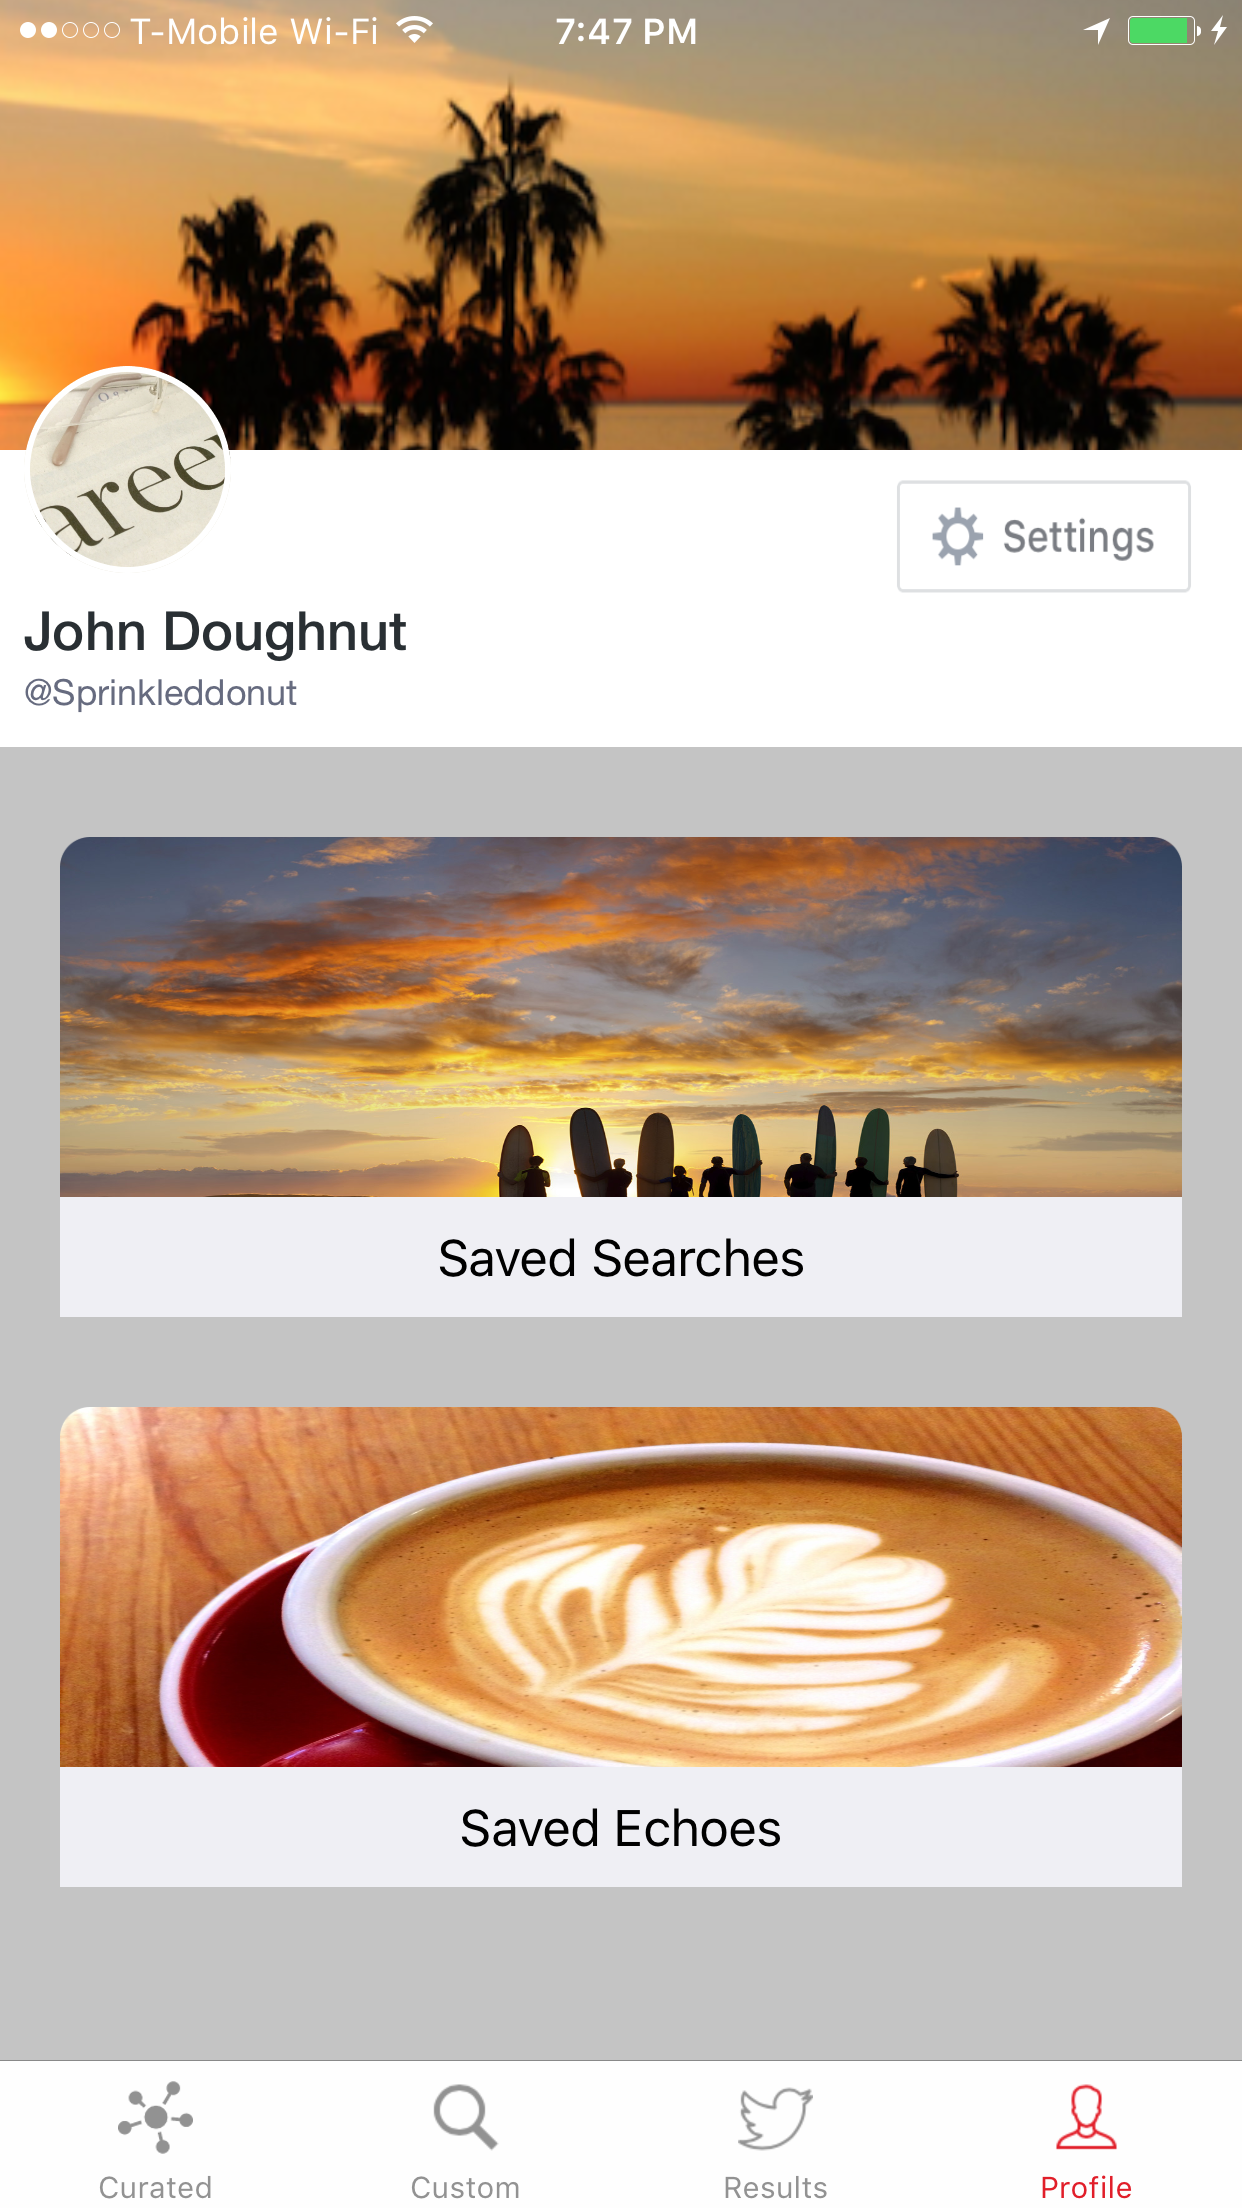 T-Mobile Wi-Fi 7:47 PM
aree
Settings
John Doughnut
@Sprinkleddonut
Saved Searches
Saved Echoes
Curated Custom Results Profile